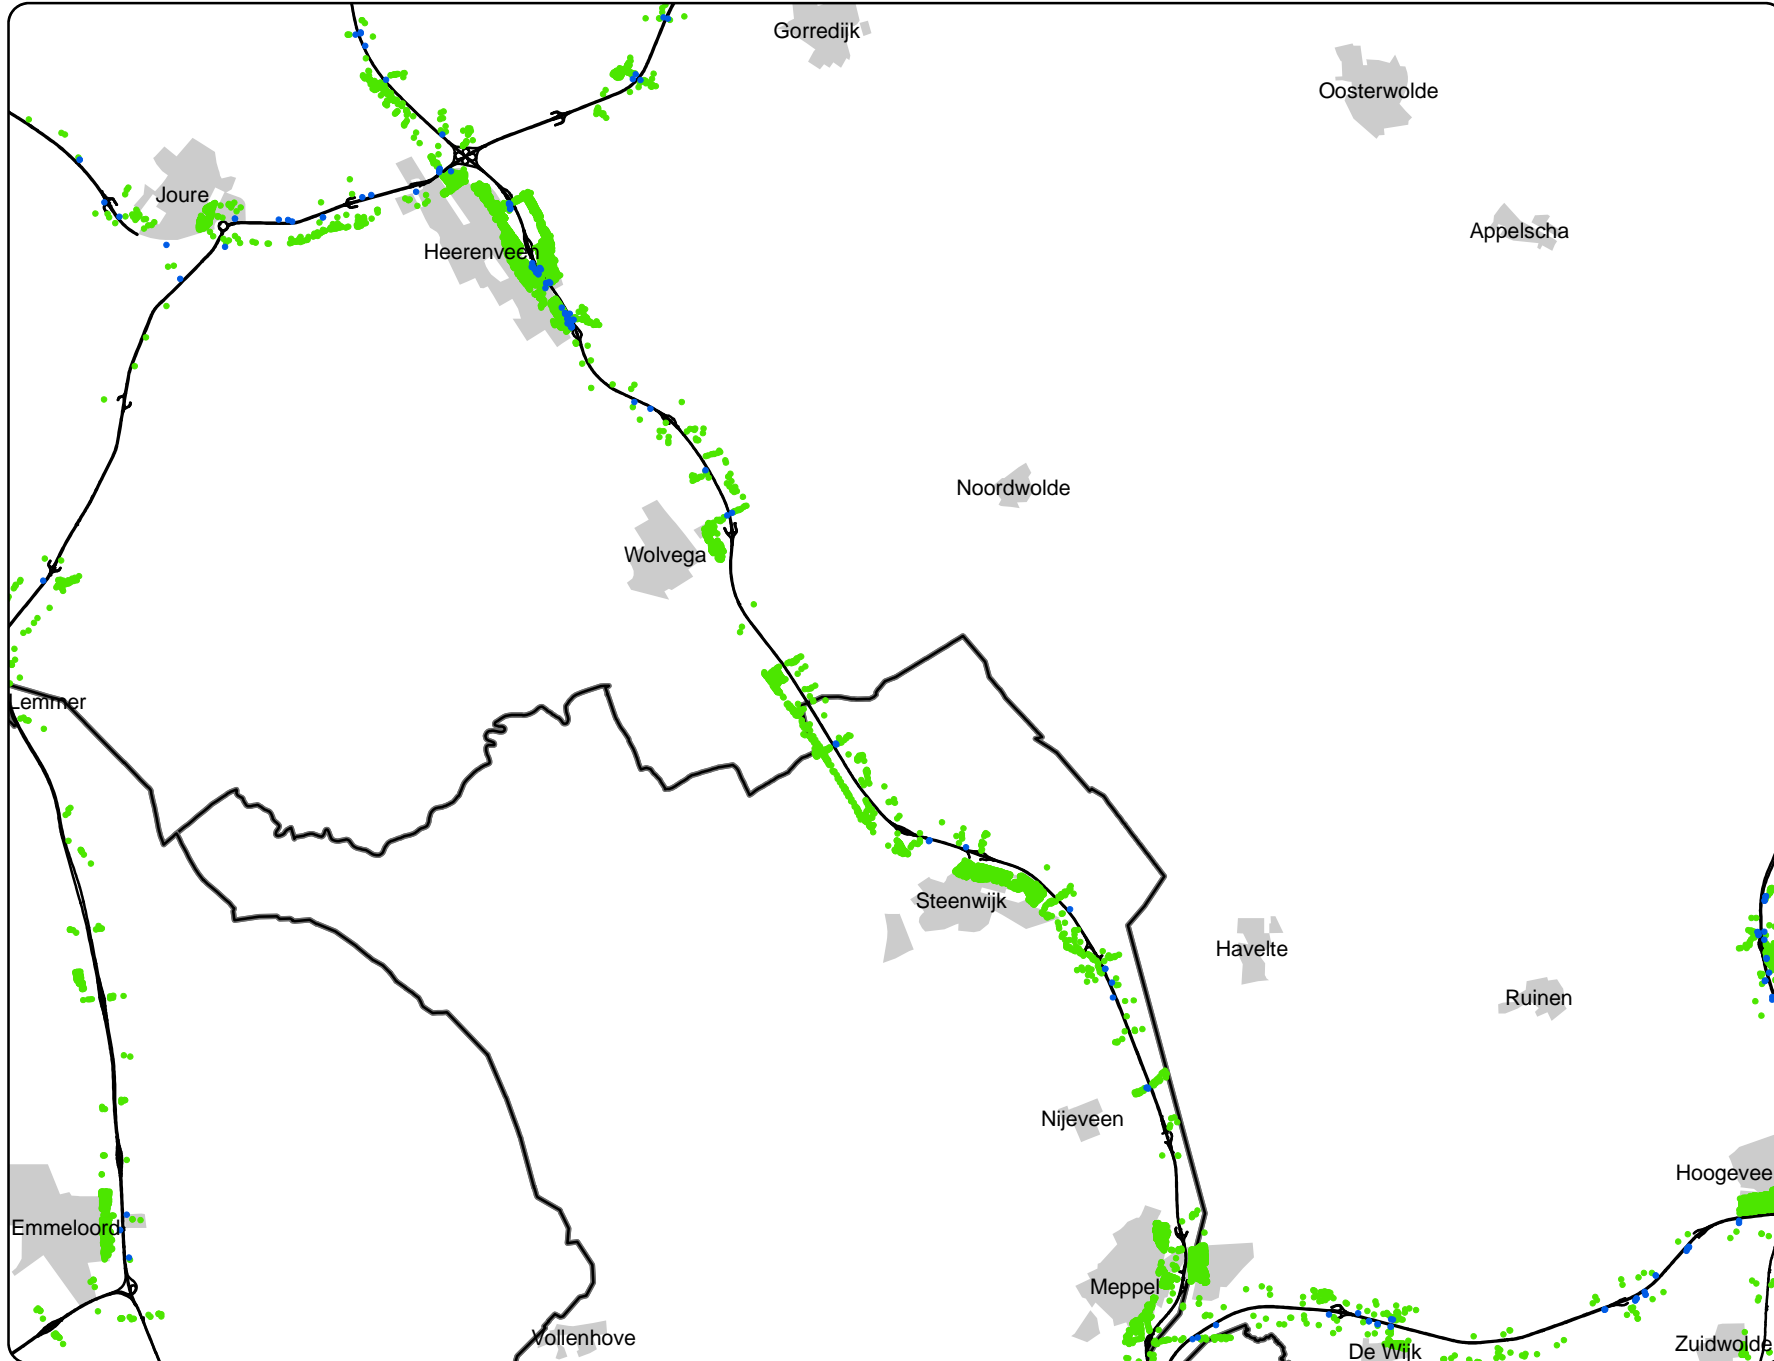 Gorredijk
Oosterwolde
Joure
Appelscha
Heerenveen
Noordwolde
Wolvega
Lemmer
Steenwijk
Havelte
Ruinen
Nijeveen
Hoogevee
Emmeloord
Meppel
Vollenhove
De Wijk
Zuidwolde